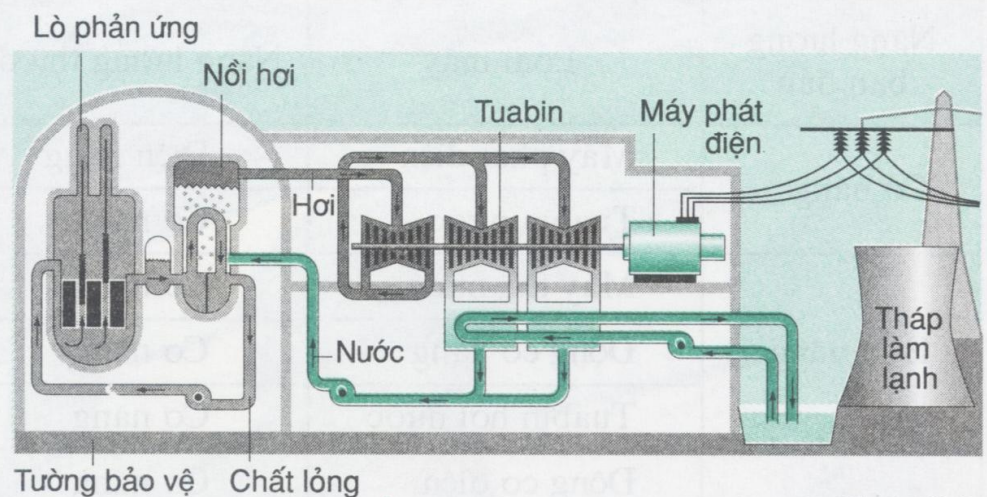 Lò phản ứng
Nồi hơi
Tuabin
Máy phát
điện
Hơi
Nước
Tháp
làm
lạnh
Tường bảo vệ
Chất lỏng